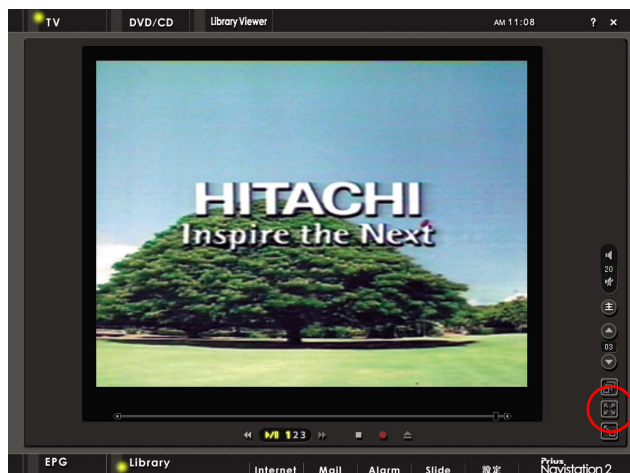 TV DVD/CD Library Viewer AM 11:08 ? ×
HITACHI
Inspire the Next
20
主
03
1 2 3
EPG Library Internet Mail Alarm Slide 設定 Prius Navistation 2